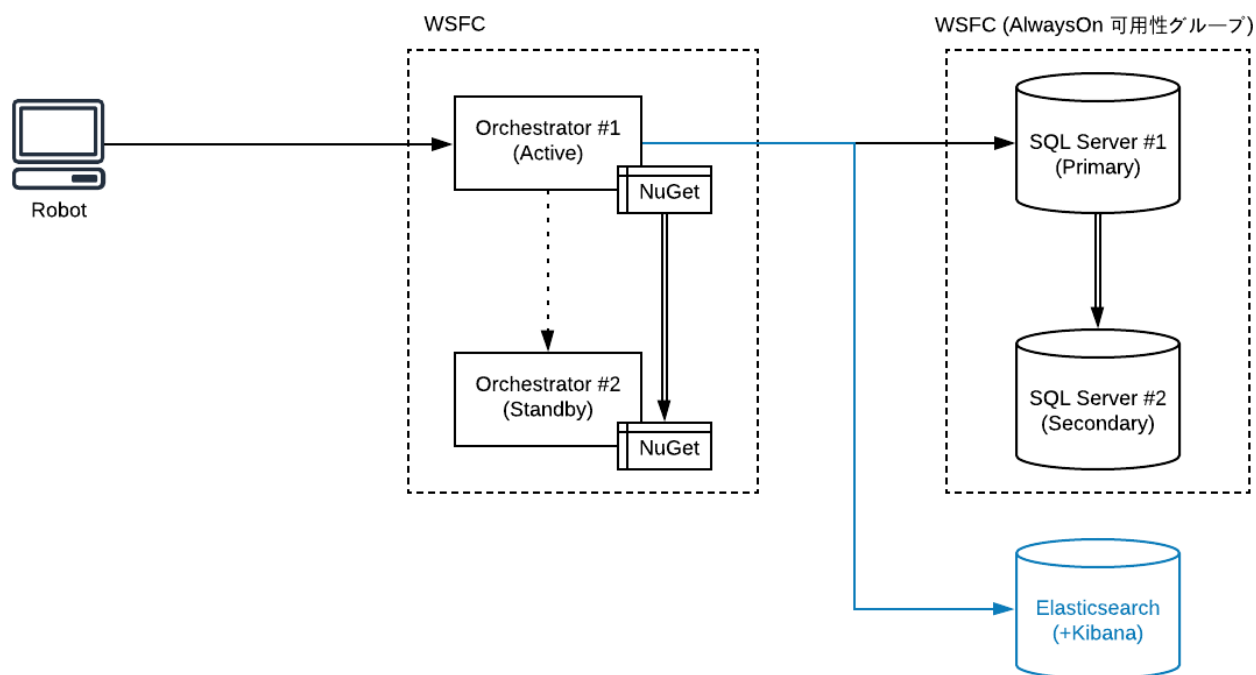 WSFC
WSFC (AlwaysOn 可用性グループ)
Robot
Orchestrator #1
(Active)
NuGet
SQL Server #1
(Primary)
Orchestrator #2
(Standby)
NuGet
SQL Server #2
(Secondary)
Elasticsearch
(+Kibana)